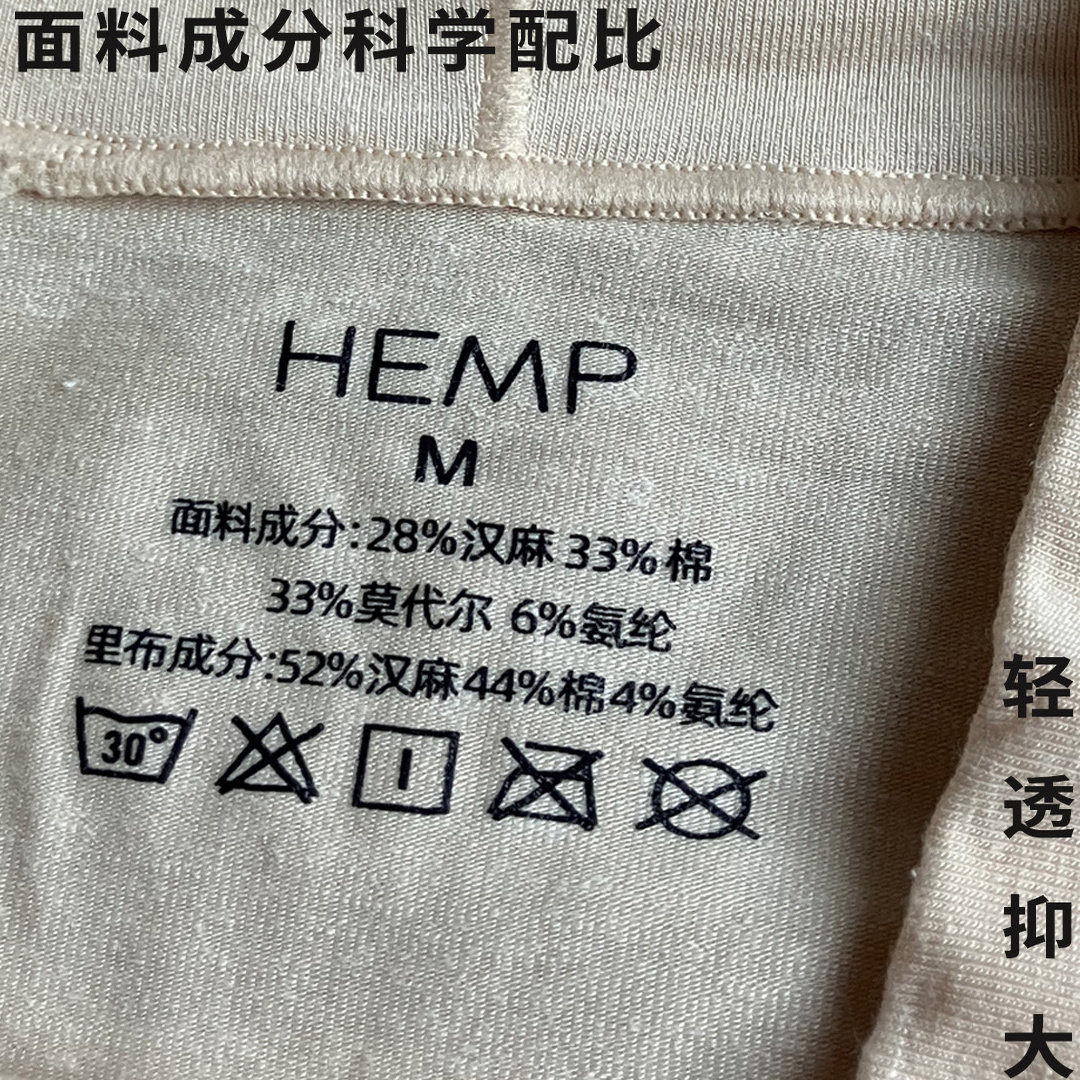 面料成分科学配比
HEMP
M
面料成分:28%汉麻 33%棉
33%莫代尔 6%氨纶
里布成分:52%汉麻44%棉4%氨纶
30°
轻
透
抑
大